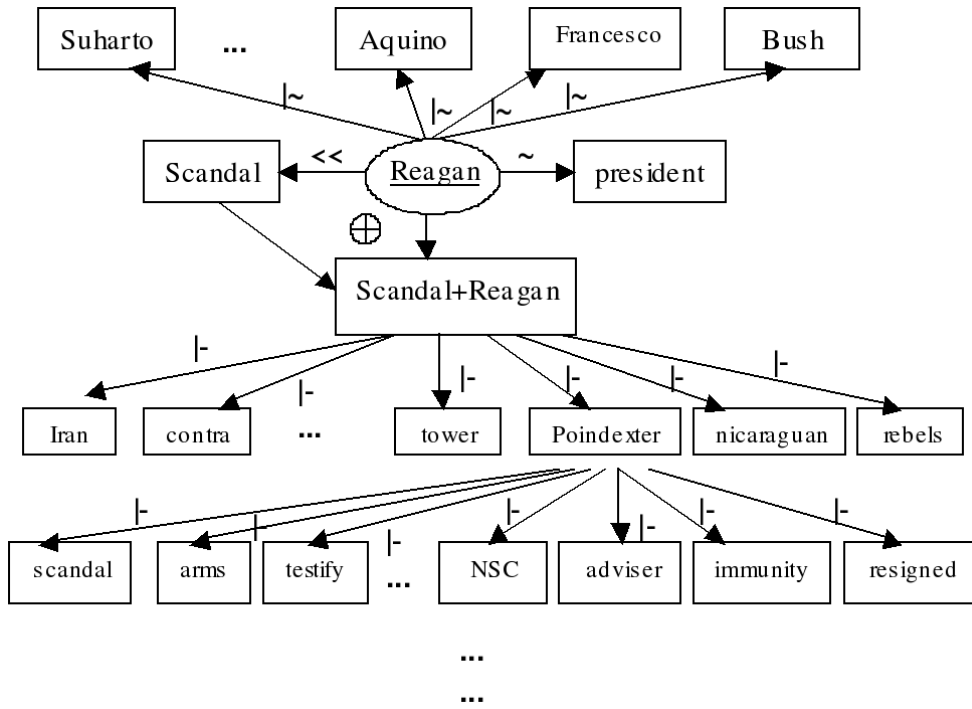 Suharto ... Aquino Francesco Bush
|~ |~ |~ |~
Scandal << Reagan ~ president
Scandal+Reagan
|- |- |- |- |- |-
Iran contra ... tower Poindexter nicaraguan rebels
|- |- |- |- |- |- |-
scandal arms testify ... NSC adviser immunity resigned
...
...